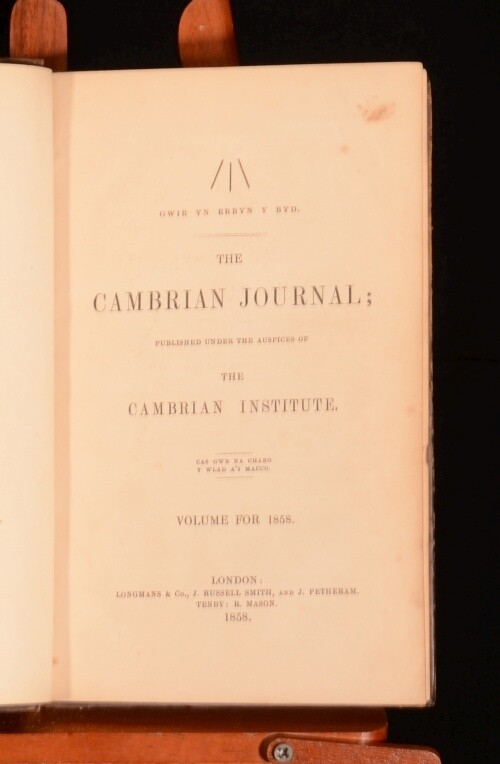 GWIR YN ERBYN Y BYD.
THE
CAMBRIAN JOURNAL;
PUBLISHED UNDER THE AUSPICES OF
THE
CAMBRIAN INSTITUTE.
CAS GWR NA CHARO
Y WLAD A'I MACCO.
VOLUME FOR 1858.
LONDON:
LONGMANS & Co., J. RUSSELL SMITH, AND J. PETHERAM.
TENBY: R. MASON.
1858.